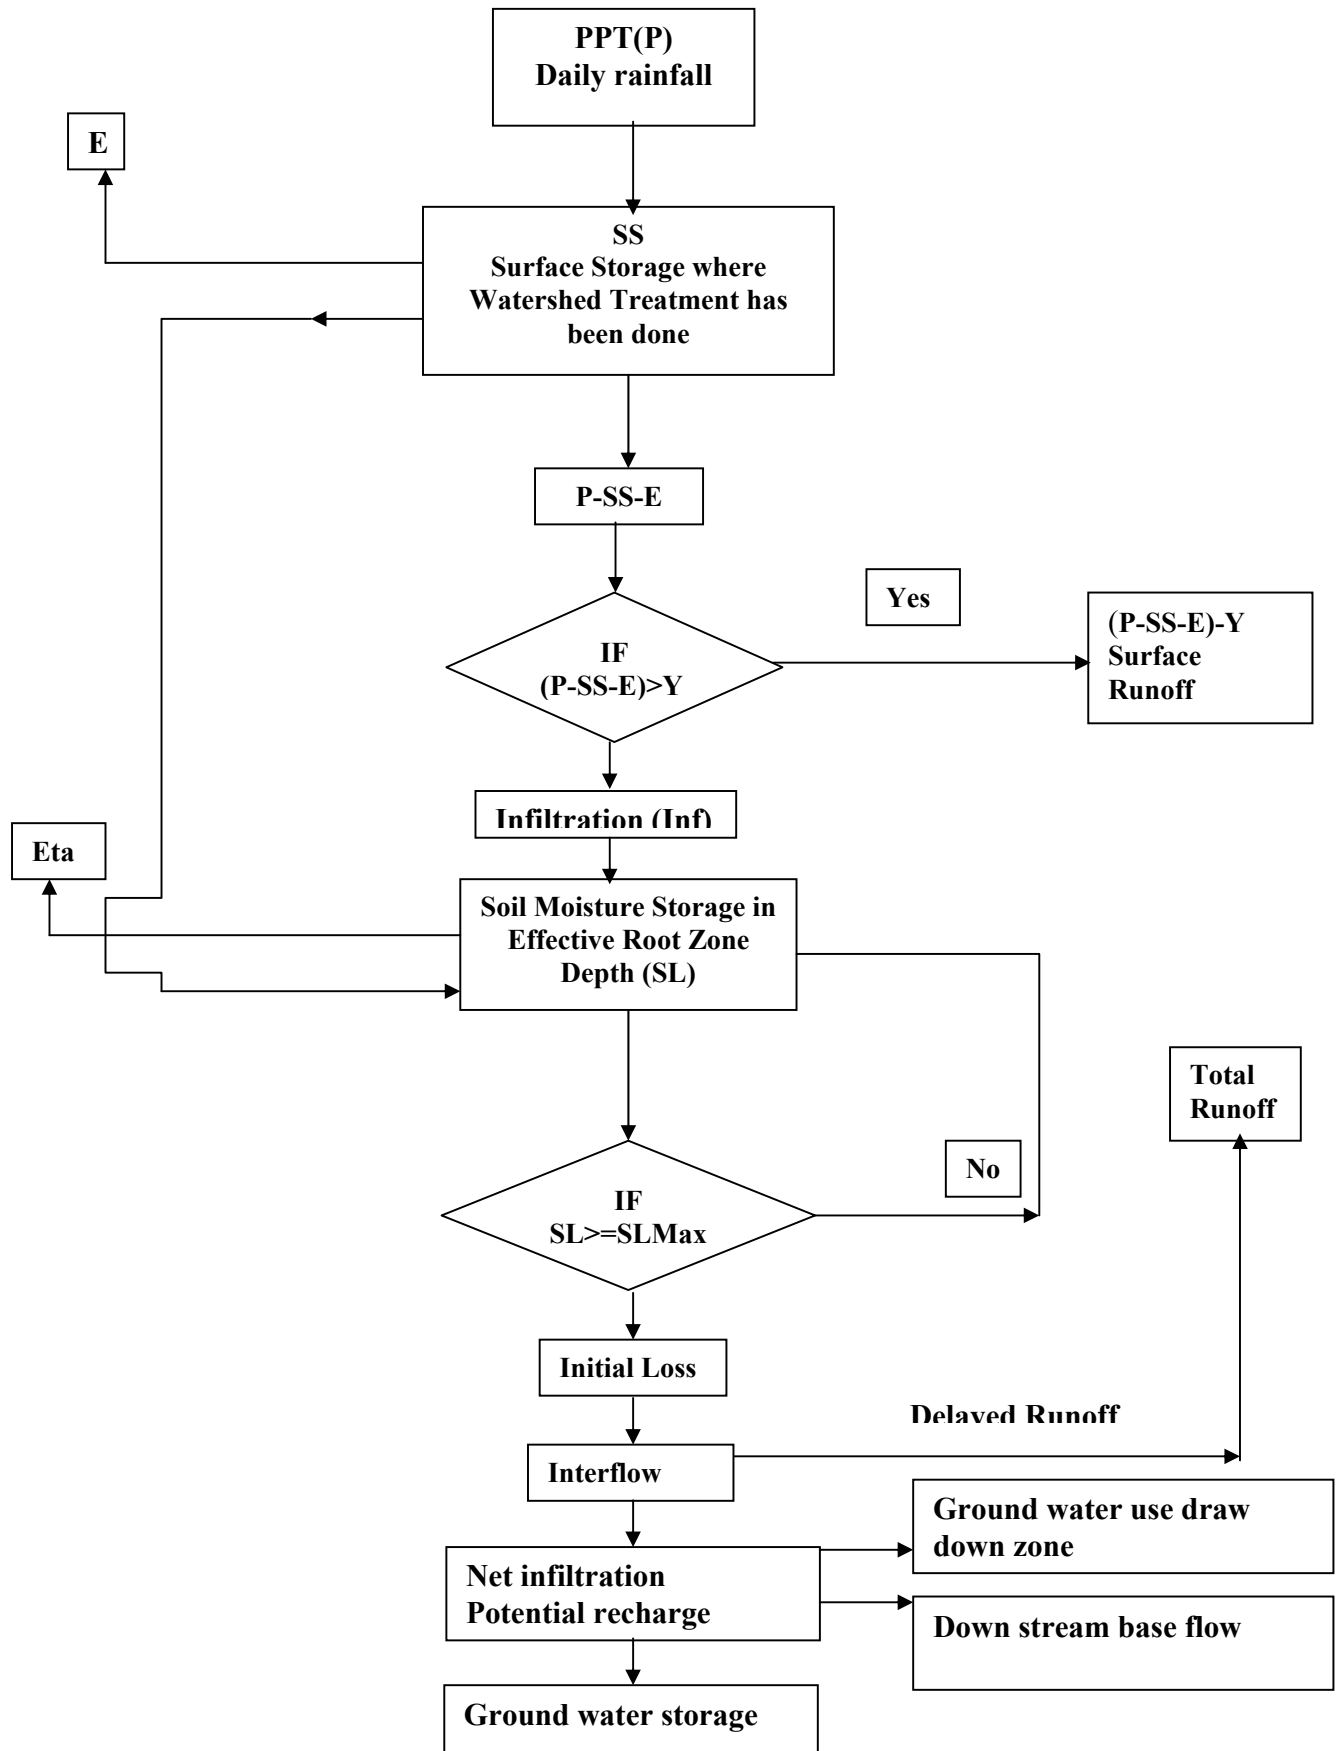 PPT(P)
Daily rainfall
E
SS
Surface Storage where
Watershed Treatment has
been done
P-SS-E
Yes
(P-SS-E)-Y
Surface
Runoff
IF
(P-SS-E)>Y
Infiltration (Inf)
Eta
Soil Moisture Storage in
Effective Root Zone
Depth (SL)
Total
Runoff
No
IF
SL>=SLMax
Initial Loss
Delayed Runoff
Interflow
Ground water use draw
down zone
Net infiltration
Potential recharge
Down stream base flow
Ground water storage